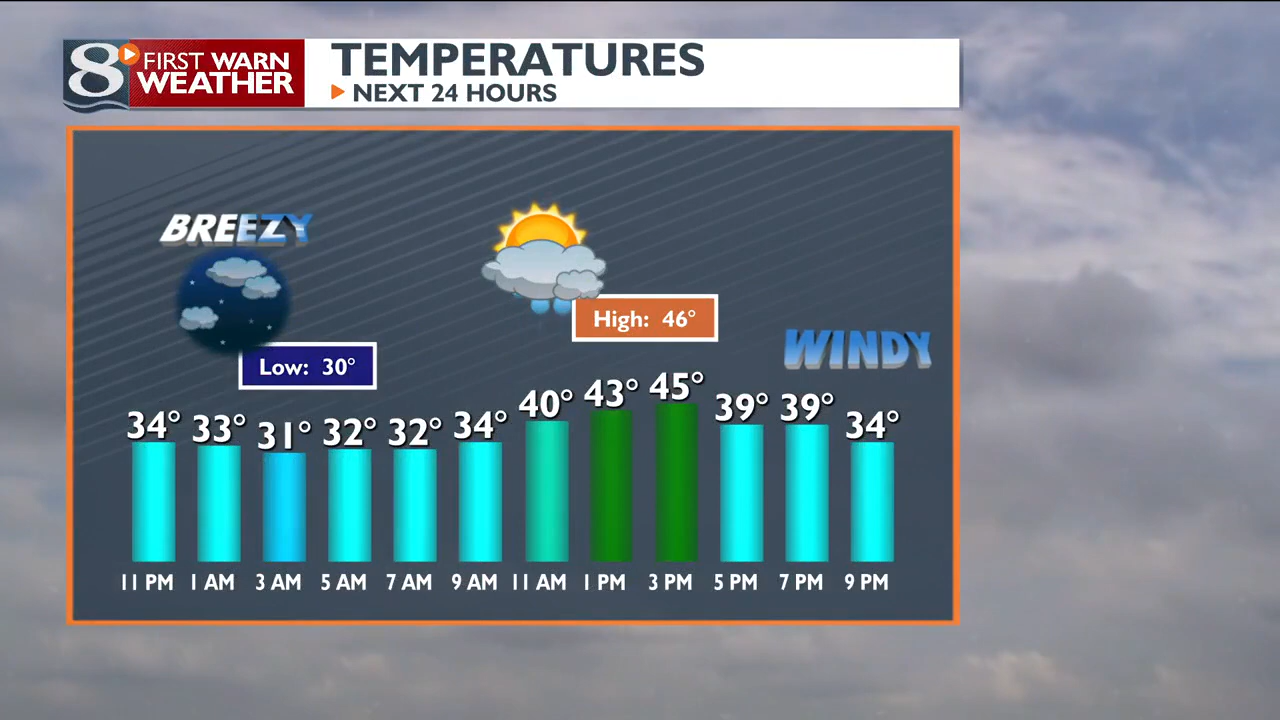 8
FIRST WARN
WEATHER
TEMPERATURES
NEXT 24 HOURS
BREEZY
High: 46°
WINDY
Low: 30°
34° 33° 31° 32° 32° 34° 40° 43° 45° 39° 39° 34°
11 PM 1 AM 3 AM 5 AM 7 AM 9 AM 11 AM 1 PM 3 PM 5 PM 7 PM 9 PM